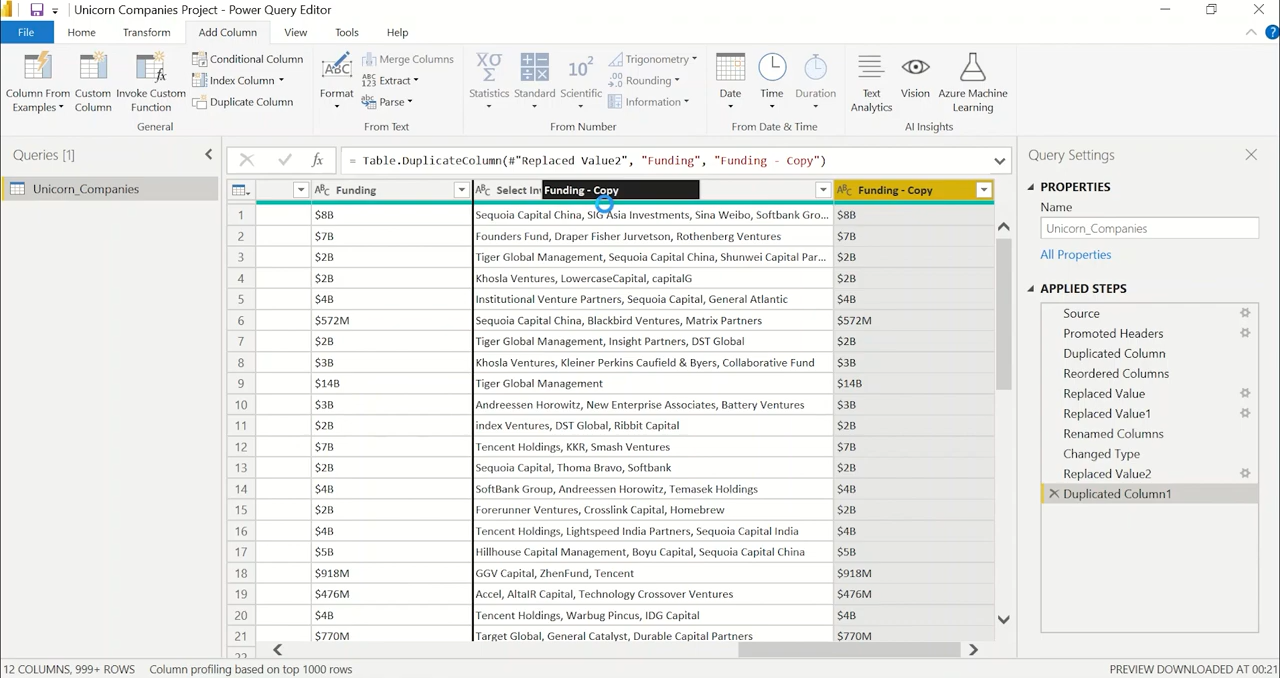 Unicorn Companies Project - Power Query Editor
File Home Transform Add Column View Tools Help
Column From Examples
Custom Column
Invoke Custom Function
Conditional Column
Index Column
Duplicate Column
General
Format
Merge Columns
Extract
Parse
From Text
Statistics
Standard
Scientific
Trigonometry
Rounding
Information
From Number
Date
Time
Duration
From Date & Time
Text Analytics
Vision
Azure Machine Learning
AI Insights
Queries [1]
Unicorn_Companies
= Table.DuplicateColumn(#"Replaced Value2", "Funding", "Funding - Copy")
Funding Select In Funding - Copy Funding - Copy
1 $8B Sequoia Capital China, SIG Asia Investments, Sina Weibo, Softbank Gro... $8B
2 $7B Founders Fund, Draper Fisher Jurvetson, Rothenberg Ventures $7B
3 $2B Tiger Global Management, Sequoia Capital China, Shunwei Capital Par... $2B
4 $2B Khosla Ventures, LowercaseCapital, capitalG $2B
5 $4B Institutional Venture Partners, Sequoia Capital, General Atlantic $4B
6 $572M Sequoia Capital China, Blackbird Ventures, Matrix Partners $572M
7 $2B Tiger Global Management, Insight Partners, DST Global $2B
8 $3B Khosla Ventures, Kleiner Perkins Caufield & Byers, Collaborative Fund $3B
9 $14B Tiger Global Management $14B
10 $3B Andreessen Horowitz, New Enterprise Associates, Battery Ventures $3B
11 $2B index Ventures, DST Global, Ribbit Capital $2B
12 $7B Tencent Holdings, KKR, Smash Ventures $7B
13 $2B Sequoia Capital, Thoma Bravo, Softbank $2B
14 $4B SoftBank Group, Andreessen Horowitz, Temasek Holdings $4B
15 $2B Forerunner Ventures, Crosslink Capital, Homebrew $2B
16 $4B Tencent Holdings, Lightspeed India Partners, Sequoia Capital India $4B
17 $5B Hillhouse Capital Management, Boyu Capital, Sequoia Capital China $5B
18 $918M GGV Capital, ZhenFund, Tencent $918M
19 $476M Accel, AltaIR Capital, Technology Crossover Ventures $476M
20 $4B Tencent Holdings, Warbug Pincus, IDG Capital $4B
21 $770M Target Global, General Catalyst, Durable Capital Partners $770M
22
Query Settings
PROPERTIES
Name
Unicorn_Companies
All Properties
APPLIED STEPS
Source
Promoted Headers
Duplicated Column
Reordered Columns
Replaced Value
Replaced Value1
Renamed Columns
Changed Type
Replaced Value2
Duplicated Column1
12 COLUMNS, 999+ ROWS Column profiling based on top 1000 rows PREVIEW DOWNLOADED AT 00:21